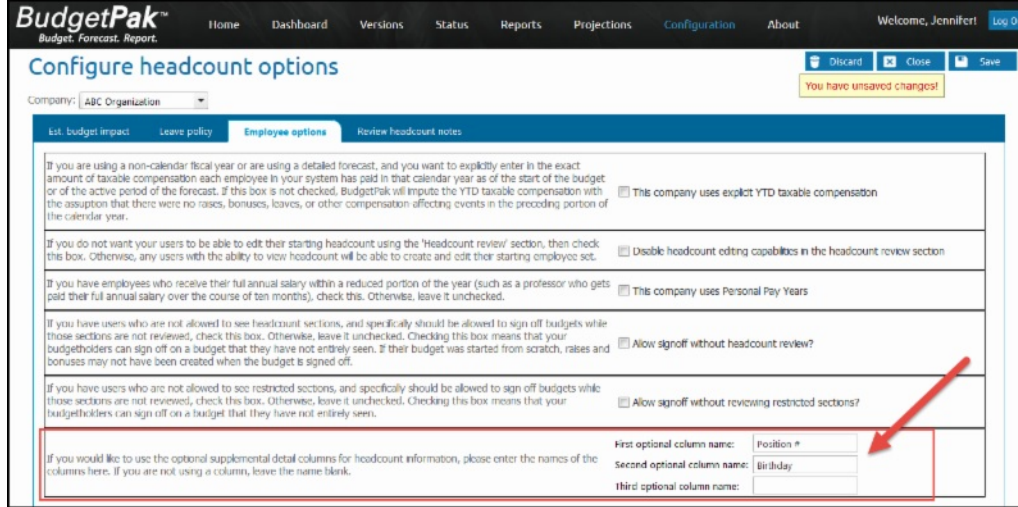 BudgetPak™
Budget. Forecast. Report.
Home Dashboard Versions Status Reports Projections Configuration About
Welcome, Jennifer!
Log O
Configure headcount options
Discard Close Save
You have unsaved changes!
Company: ABC Organization
Est. budget impact Leave policy Employee options Review headcount notes
If you are using a non-calendar fiscal year or are using a detailed forecast, and you want to explicitly enter in the exact
amount of taxable compensation each employee in your system has paid in that calendar year as of the start of the budget
or of the active period of the forecast. If this box is not checked, BudgetPak will impute the YTD taxable compensation with
the assumption that there were no raises, bonuses, leaves, or other compensation-affecting events in the preceding portion of
the calendar year.
This company uses explicit YTD taxable compensation
If you do not want your users to be able to edit their starting headcount using the 'Headcount review' section, then check
this box. Otherwise, any users with the ability to view headcount will be able to create and edit their starting employee set.
Disable headcount editing capabilities in the headcount review section
If you have employees who receive their full annual salary within a reduced portion of the year (such as a professor who gets
paid their full annual salary over the course of ten months), check this. Otherwise, leave it unchecked.
This company uses Personal Pay Years
If you have users who are not allowed to see headcount sections, and specifically should be allowed to sign off budgets while
those sections are not reviewed, check this box. Otherwise, leave it unchecked. Checking this box means that your
budgetholders can sign off on a budget that they have not entirely seen. If their budget was started from scratch, raises and
bonuses may not have been created when the budget is signed off.
Allow signoff without headcount review?
If you have users who are not allowed to see restricted sections, and specifically should be allowed to sign off budgets while
those sections are not reviewed, check this box. Otherwise, leave it unchecked. Checking this box means that your
budgetholders can sign off on a budget that they have not entirely seen.
Allow signoff without reviewing restricted sections?
If you would like to use the optional supplemental detail columns for headcount information, please enter the names of the
columns here. If you are not using a column, leave the name blank.
First optional column name: Position #
Second optional column name: Birthday
Third optional column name: